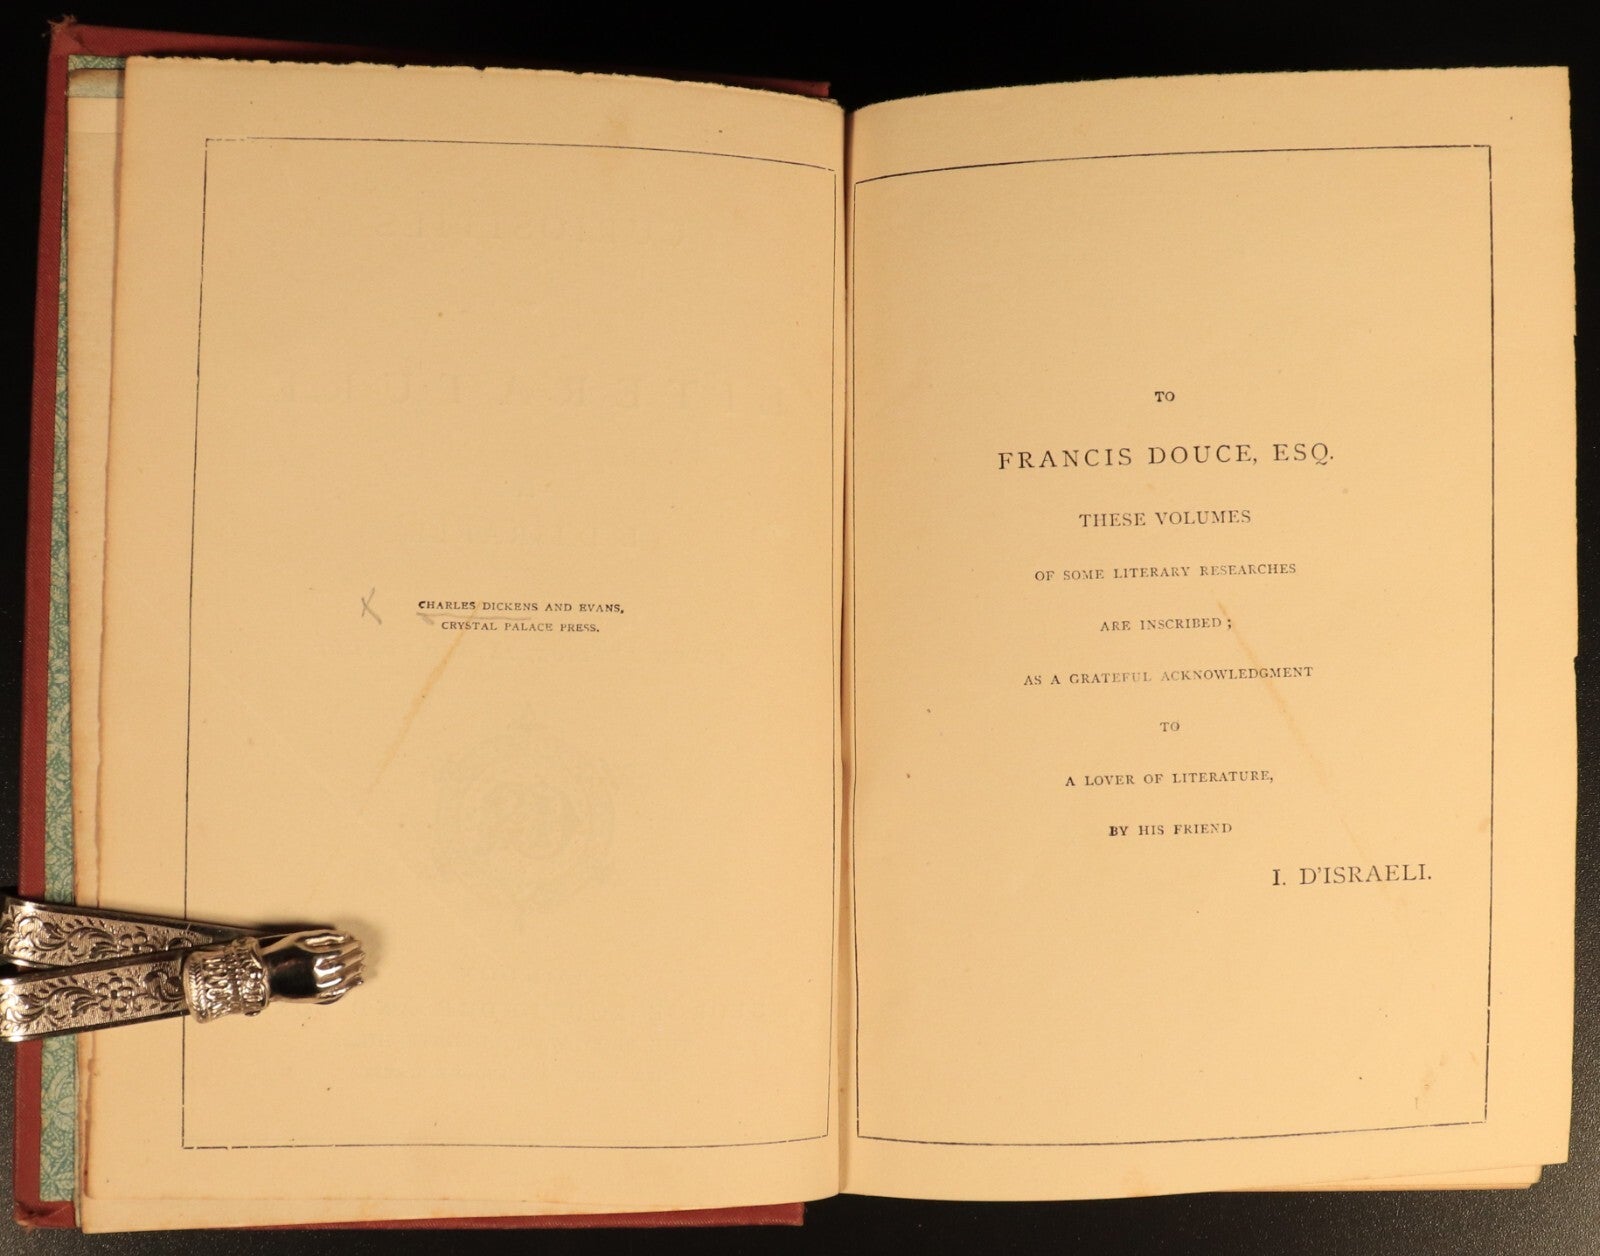 CHARLES DICKENS AND EVANS,
CRYSTAL PALACE PRESS.
TO
FRANCIS DOUCE, ESQ.
THESE VOLUMES
OF SOME LITERARY RESEARCHES
ARE INSCRIBED;
AS A GRATEFUL ACKNOWLEDGMENT
TO
A LOVER OF LITERATURE,
BY HIS FRIEND
I. D'ISRAELI.